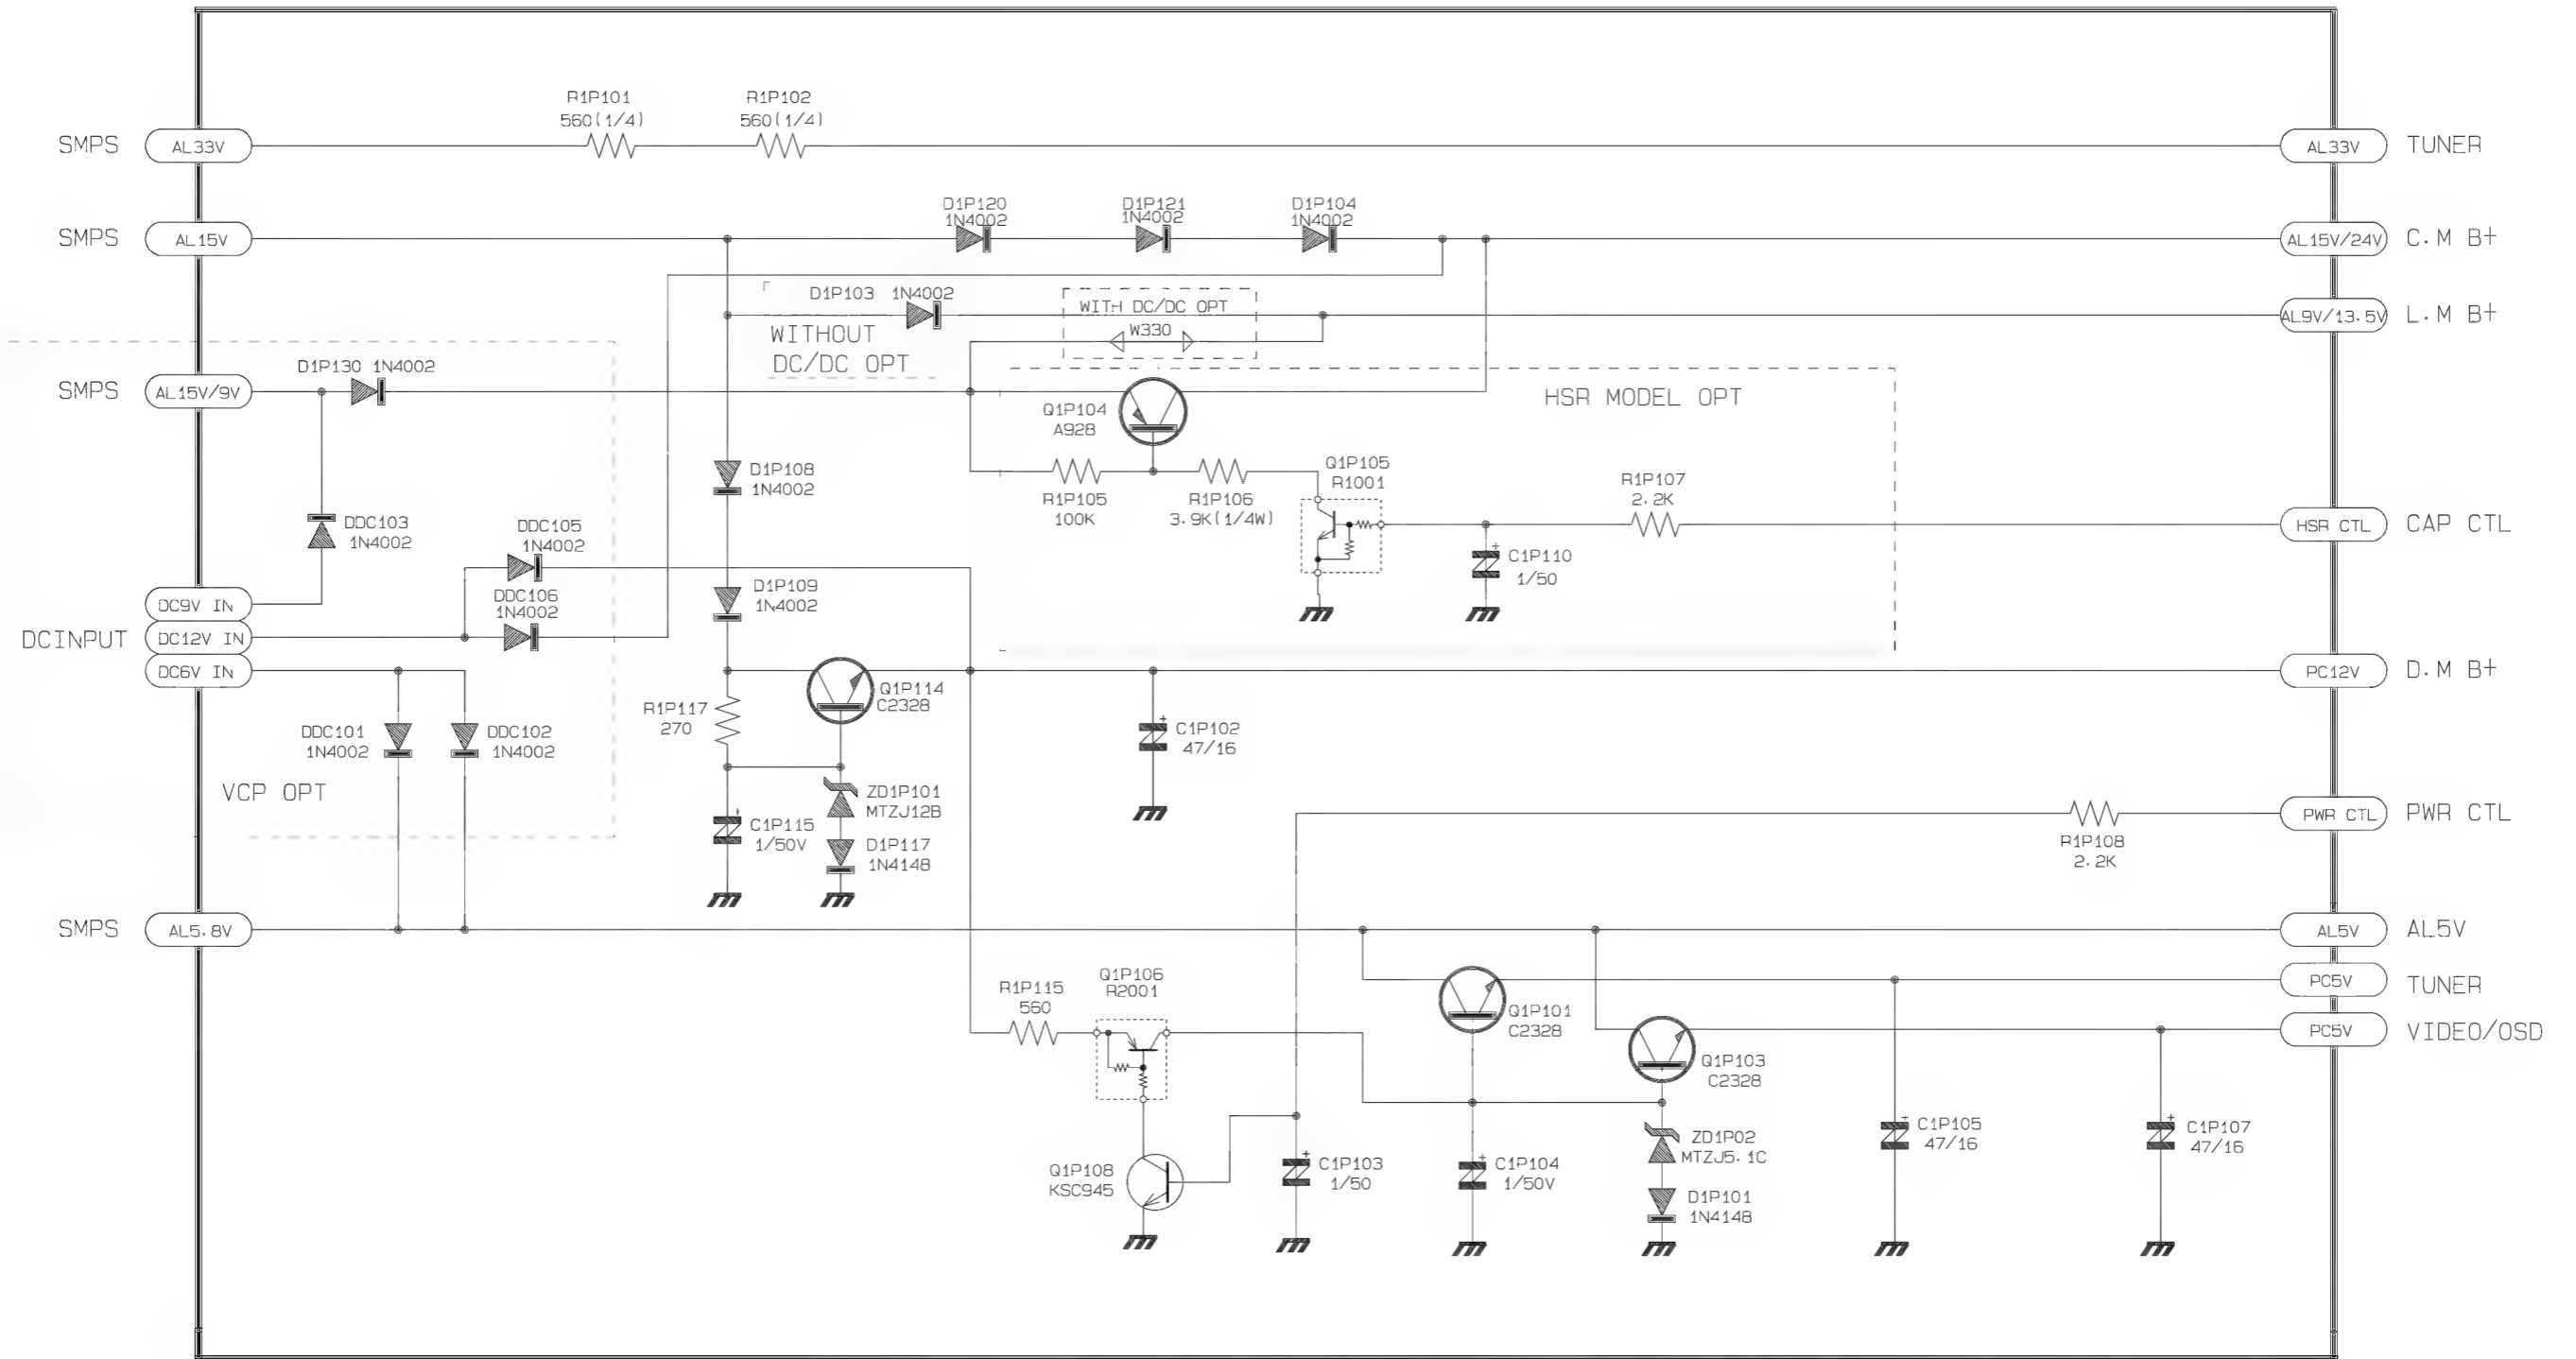 R1P101
560(1/4)
R1P102
560(1/4)
SMPS
AL33V
AL33V
TUNER
D1P120
1N4002
D1P121
1N4002
D1P104
1N4002
SMPS
AL15V
AL15V/24V
C.M B+
D1P103 1N4002
WITH DC/DC OPT
W330
WITHOUT
DC/DC OPT
AL9V/13.5V
L.M B+
D1P130 1N4002
SMPS
AL15V/9V
Q1P104
A928
HSR MODEL OPT
D1P108
1N4002
R1P105
100K
R1P106
3.9K(1/4W)
Q1P105
R1001
R1P107
2.2K
HSR CTL
CAP CTL
DDC103
1N4002
DDC105
1N4002
C1P110
1/50
DDC106
1N4002
D1P109
1N4002
DC9V IN
DCINPUT
DC12V IN
DC6V IN
PC12V
D.M B+
Q1P114
C2328
R1P117
270
DDC101
1N4002
DDC102
1N4002
C1P102
47/16
VCP OPT
ZD1P101
MTZJ12B
C1P115
1/50V
D1P117
1N4148
PWR CTL
PWR CTL
R1P108
2.2K
SMPS
AL5.8V
AL5V
AL5V
R1P115
560
Q1P106
R2001
Q1P101
C2328
PC5V
TUNER
Q1P103
C2328
PC5V
VIDEO/OSD
Q1P108
KSC945
C1P103
1/50
C1P104
1/50V
ZD1P02
MTZJ5.1C
D1P101
1N4148
C1P105
47/16
C1P107
47/16